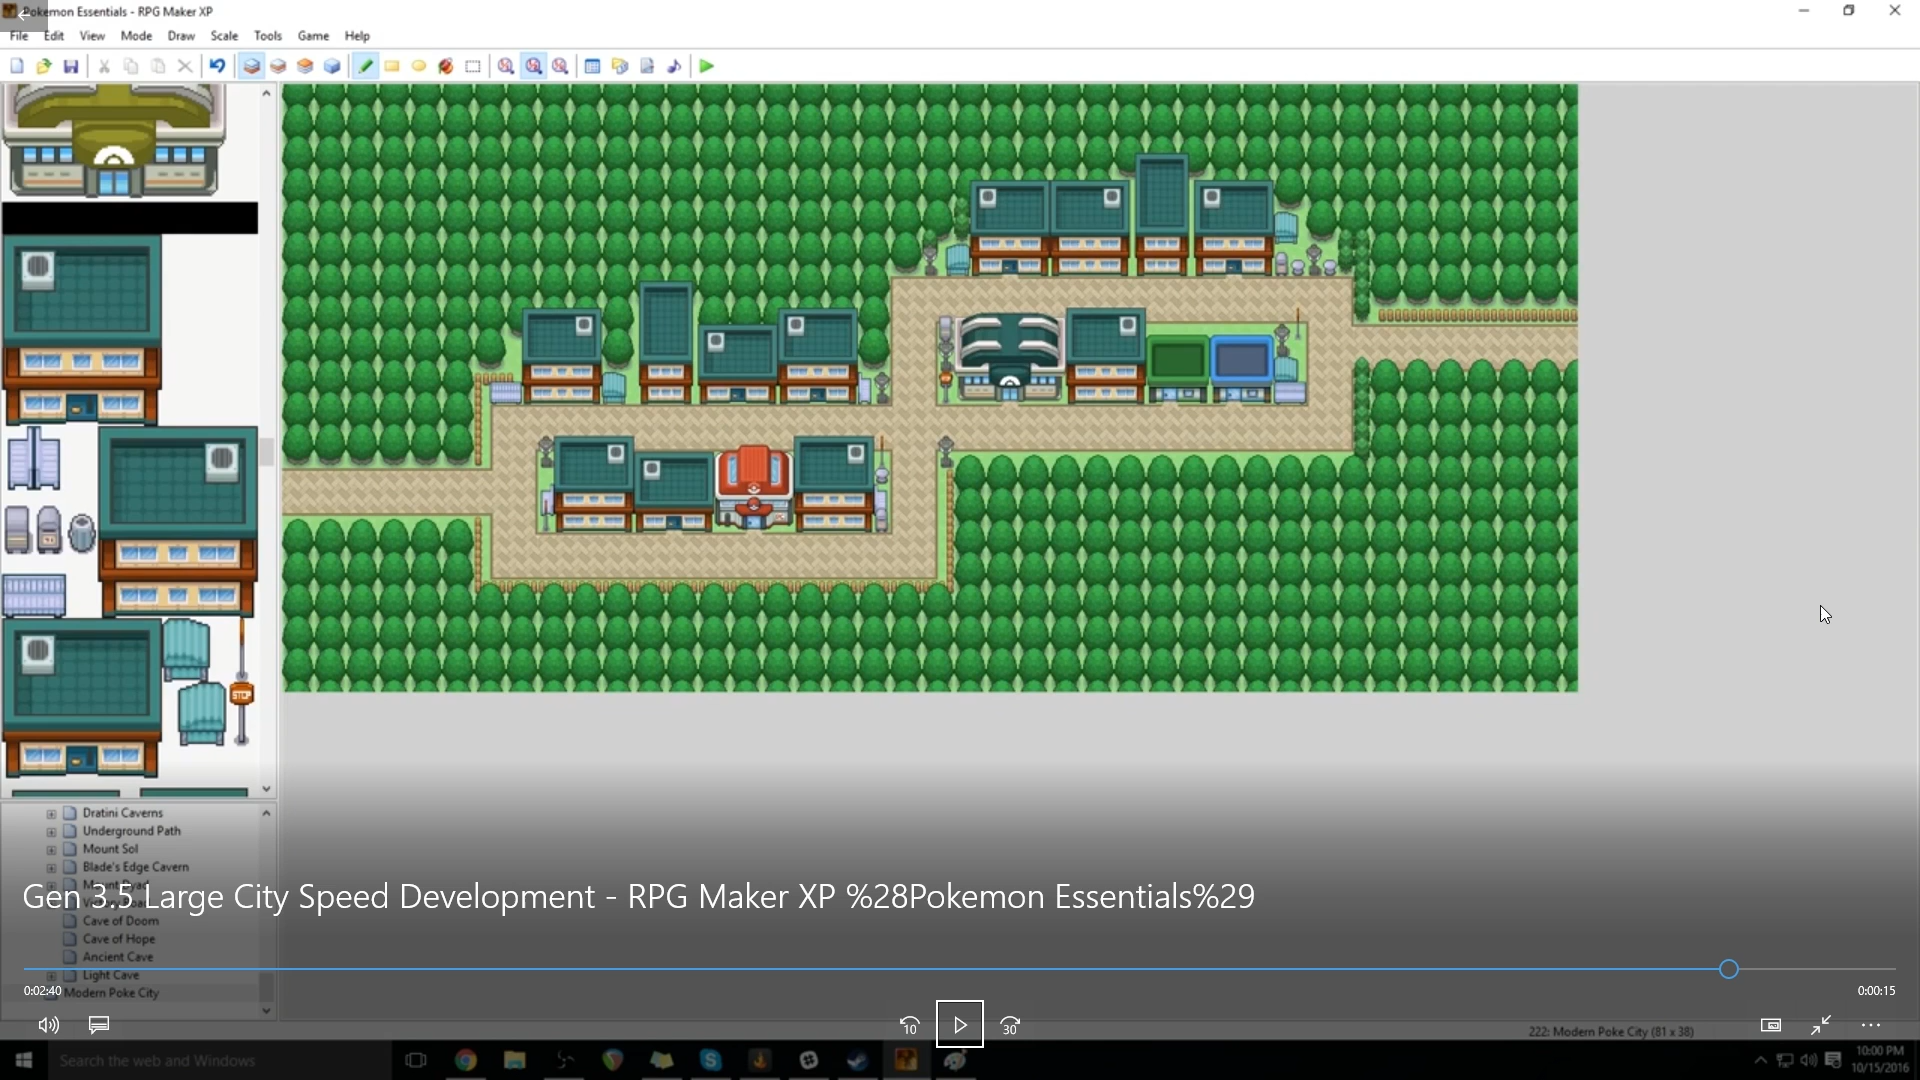 Pokemon Essentials - RPG Maker XP
File Edit View Mode Draw Scale Tools Game Help
STOP
Dratini Caverns
Underground Path
Mount Sol
Blade's Edge Cavern
Gen 3.5 Large City Speed Development - RPG Maker XP %28Pokemon Essentials%29
Cave of Doom
Cave of Hope
Ancient Cave
Light Cave
0:02:40
0:00:15
Modern Poke City
10
30
222: Modern Poke City (81 x 38)
Search the web and Windows
10:00 PM
10/15/2016